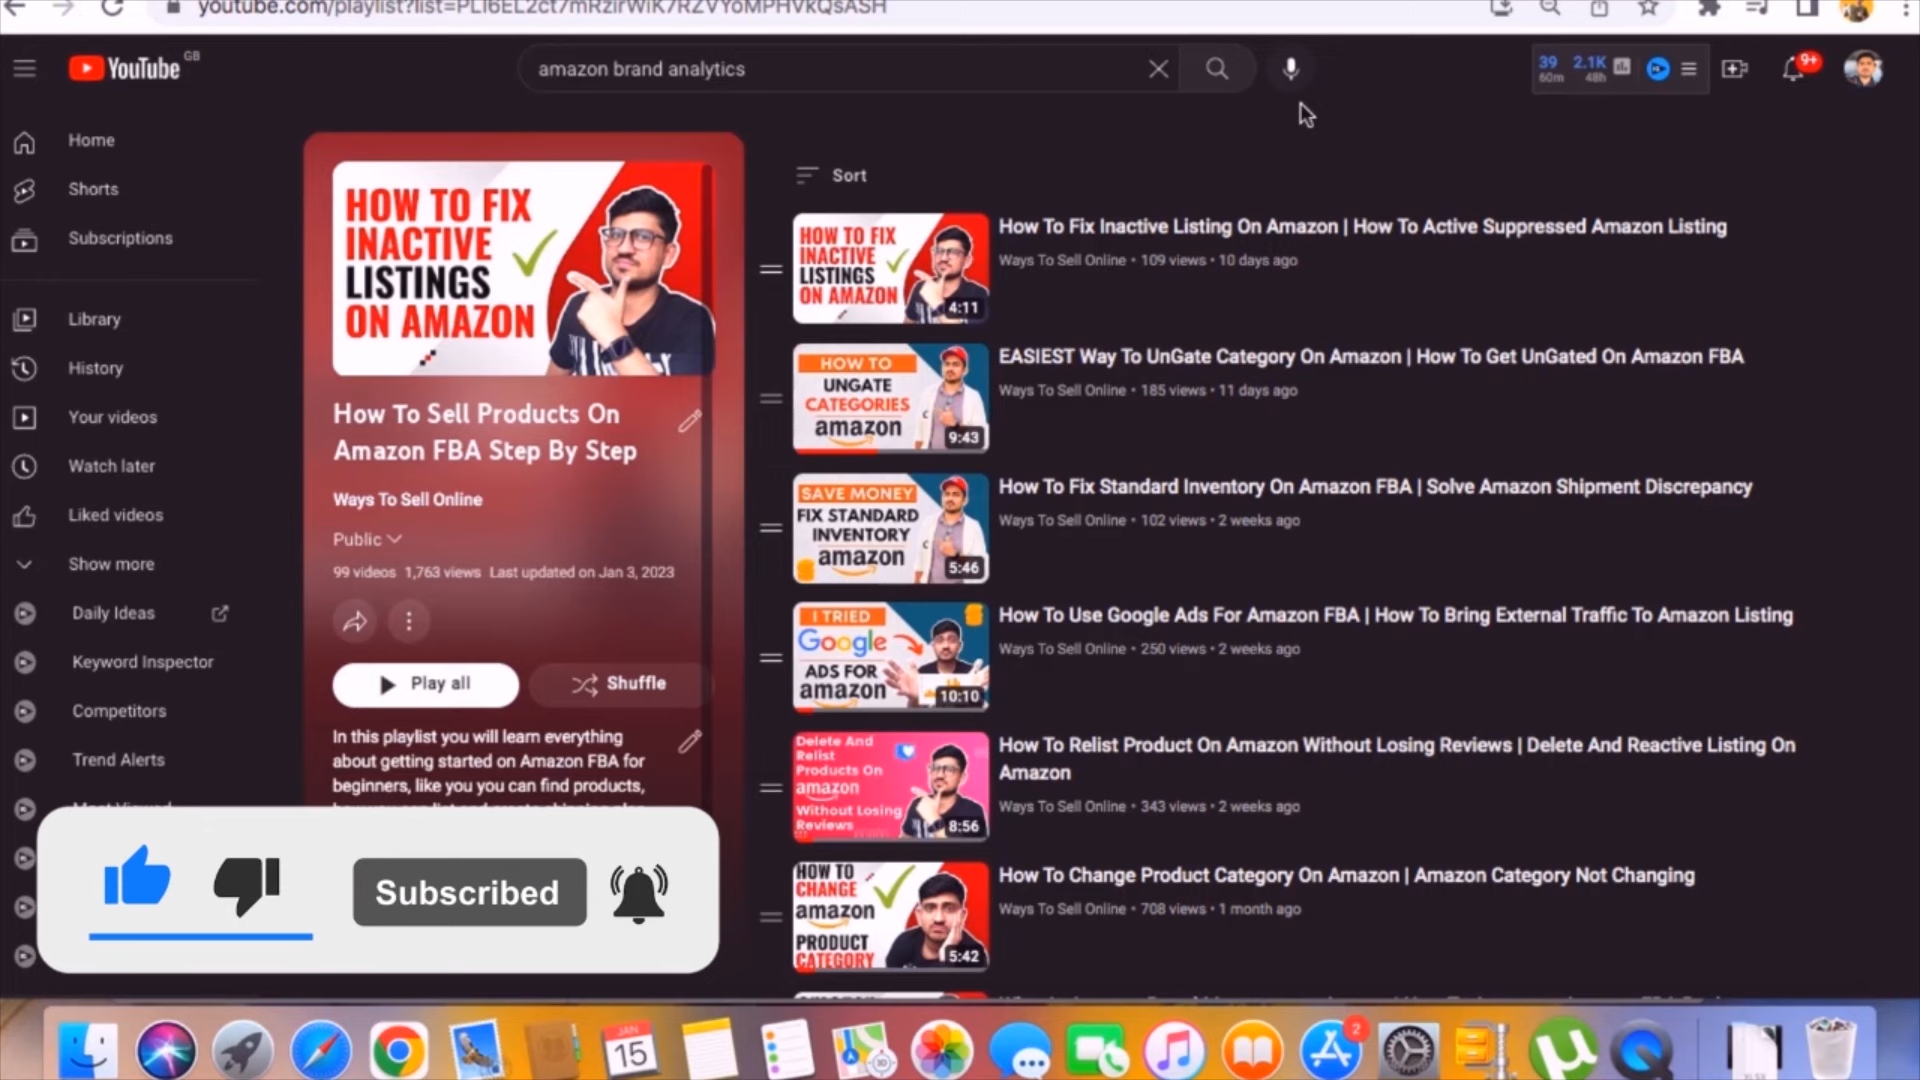 youtube.com/playlist?list=PLI6EL2ct7mRzirWiK7RZVYoMPHVkQsASH
YouTube GB
amazon brand analytics
39
60m
2.1K
48h
9+
Home
Shorts
Subscriptions
Library
History
Your videos
Watch later
Liked videos
Show more
Daily Ideas
Keyword Inspector
Competitors
Trend Alerts
Most Viewed
HOW TO FIX
INACTIVE
LISTINGS
ON AMAZON
How To Sell Products On
Amazon FBA Step By Step
Ways To Sell Online
Public
99 videos 1,763 views Last updated on Jan 3, 2023
Play all
Shuffle
In this playlist you will learn everything
about getting started on Amazon FBA for
beginners, like you you can find products,
Subscribed
Sort
HOW TO FIX
INACTIVE
LISTINGS
ON AMAZON
4:11
How To Fix Inactive Listing On Amazon | How To Active Suppressed Amazon Listing
Ways To Sell Online • 109 views • 10 days ago
HOW TO
UNGATE
CATEGORIES
amazon
9:43
EASIEST Way To UnGate Category On Amazon | How To Get UnGated On Amazon FBA
Ways To Sell Online • 185 views • 11 days ago
SAVE MONEY
FIX STANDARD
INVENTORY
amazon
5:46
How To Fix Standard Inventory On Amazon FBA | Solve Amazon Shipment Discrepancy
Ways To Sell Online • 102 views • 2 weeks ago
I TRIED
Google
ADS FOR
amazon
10:10
How To Use Google Ads For Amazon FBA | How To Bring External Traffic To Amazon Listing
Ways To Sell Online • 250 views • 2 weeks ago
Delete And
Relist
Products On
amazon
Without Losing
Reviews
8:56
How To Relist Product On Amazon Without Losing Reviews | Delete And Reactive Listing On
Amazon
Ways To Sell Online • 343 views • 2 weeks ago
HOW TO
CHANGE
amazon
PRODUCT
CATEGORY
5:42
How To Change Product Category On Amazon | Amazon Category Not Changing
Ways To Sell Online • 708 views • 1 month ago
JAN
15
2
XLSX